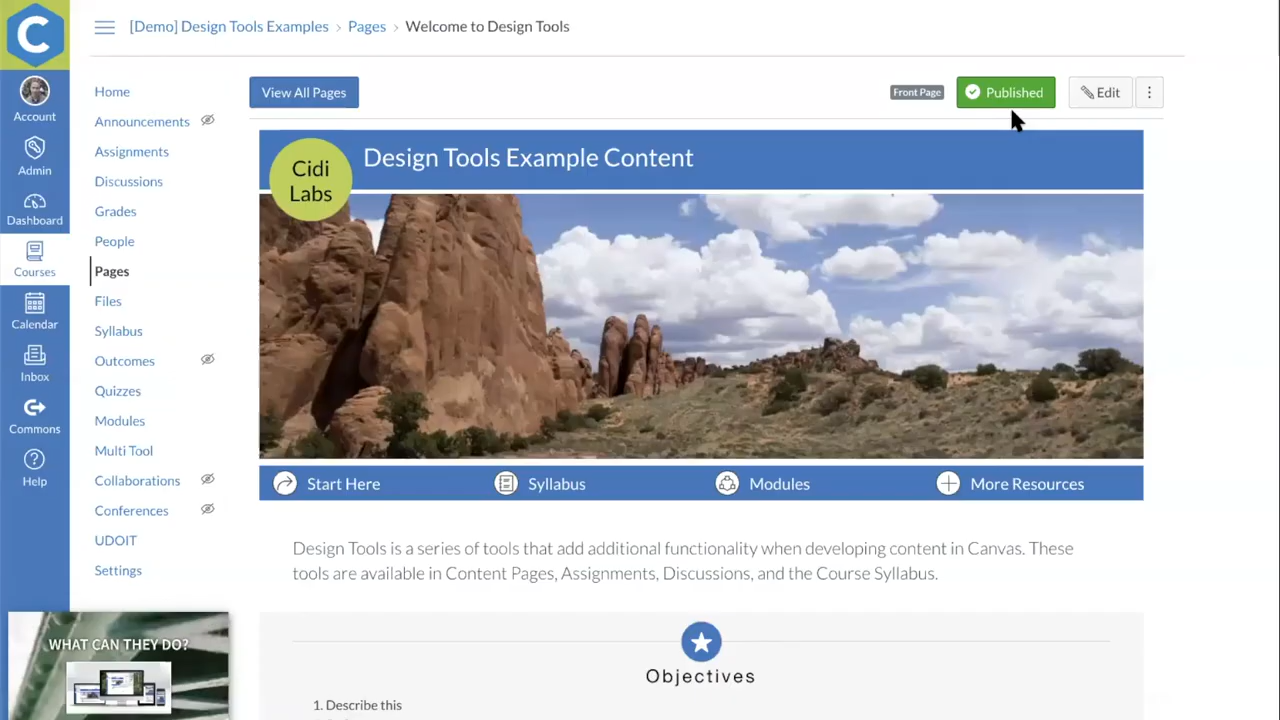 [Demo] Design Tools Examples › Pages › Welcome to Design Tools
Account
Admin
Dashboard
Courses
Calendar
Inbox
Commons
Help
Home
Announcements
Assignments
Discussions
Grades
People
Pages
Files
Syllabus
Outcomes
Quizzes
Modules
Multi Tool
Collaborations
Conferences
UDOIT
Settings
View All Pages
Front Page
Published
Edit
Cidi
Labs
Design Tools Example Content
Start Here
Syllabus
Modules
More Resources
Design Tools is a series of tools that add additional functionality when developing content in Canvas. These
tools are available in Content Pages, Assignments, Discussions, and the Course Syllabus.
Objectives
1. Describe this
WHAT CAN THEY DO?